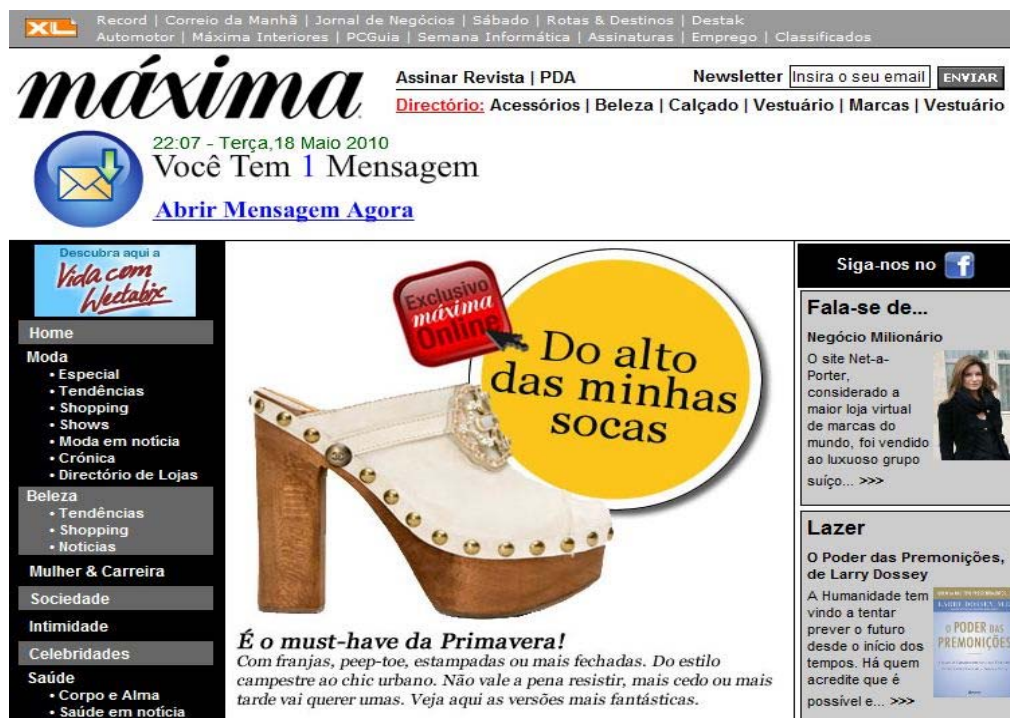 XL
Record | Correio da Manhã | Jornal de Negócios | Sábado | Rotas & Destinos | Destak
Automotor | Máxima Interiores | PCGuia | Semana Informática | Assinaturas | Emprego | Classificados
máxima
Assinar Revista | PDA
Newsletter Insira o seu email ENVIAR
Directório: Acessórios | Beleza | Calçado | Vestuário | Marcas | Vestuário
22:07 - Terça,18 Maio 2010
Você Tem 1 Mensagem
Abrir Mensagem Agora
Descubra aqui a
Vida com
Weetabix
Home
Moda
• Especial
• Tendências
• Shopping
• Shows
• Moda em notícia
• Crónica
• Directório de Lojas
Beleza
• Tendências
• Shopping
• Noticias
Mulher & Carreira
Sociedade
Intimidade
Celebridades
Saúde
• Corpo e Alma
• Saúde em notícia
Exclusivo
máxima
Online
Do alto
das minhas
socas
É o must-have da Primavera!
Com franjas, peep-toe, estampadas ou mais fechadas. Do estilo
campestre ao chic urbano. Não vale a pena resistir, mais cedo ou mais
tarde vai querer umas. Veja aqui as versões mais fantásticas.
Siga-nos no f
Fala-se de...
Negócio Milionário
O site Net-a-
Porter,
considerado a
maior loja virtual
de marcas do
mundo, foi vendido
ao luxuoso grupo
suíço... >>>
Lazer
O Poder das Premonições,
de Larry Dossey
A Humanidade tem
vindo a tentar
prever o futuro
desde o início dos
tempos. Há quem
acredite que é
possível e... >>>
LARRY DOSSEY, M.D.
O PODER DAS
PREMONIÇÕES